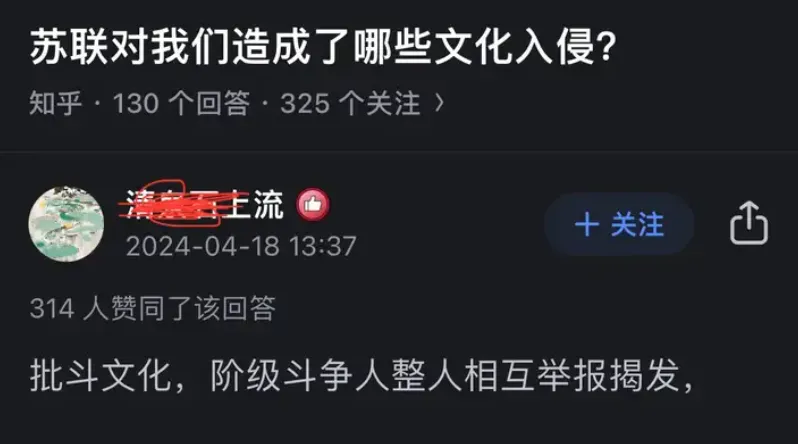 苏联对我们造成了哪些文化入侵？
知乎 · 130 个回答 · 325 个关注 〉
上流
+ 关注
2024-04-18 13:37
314 人赞同了该回答
批斗文化，阶级斗争人整人相互举报揭发，